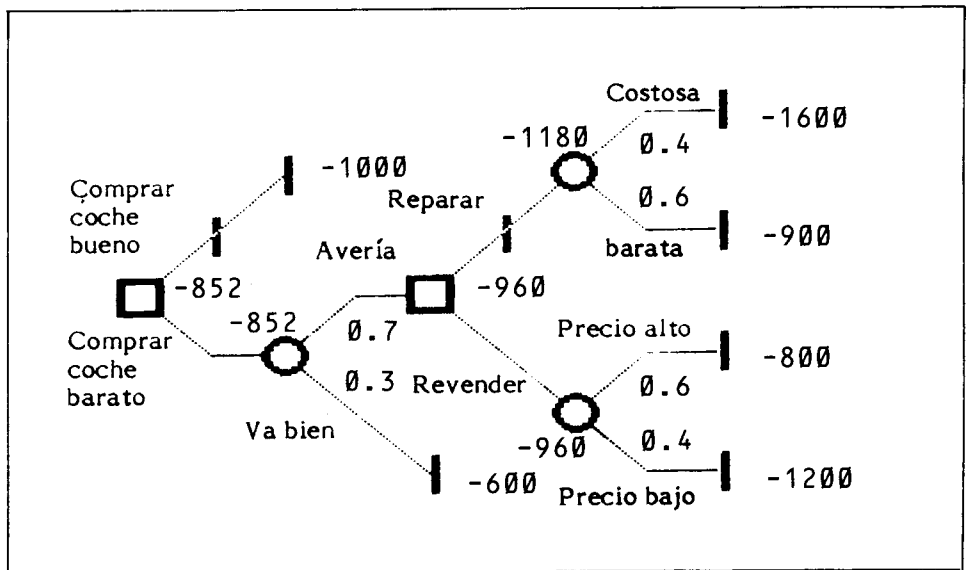 Costosa
-1600
-1180
0.4
-1000
Comprar
coche
bueno
Reparar
0.6
barata
-900
Avería
-852
-960
-852
0.7
Precio alto
-800
Comprar
coche
barato
0.3
Revender
0.6
Va bien
-960
0.4
-600
Precio bajo
-1200